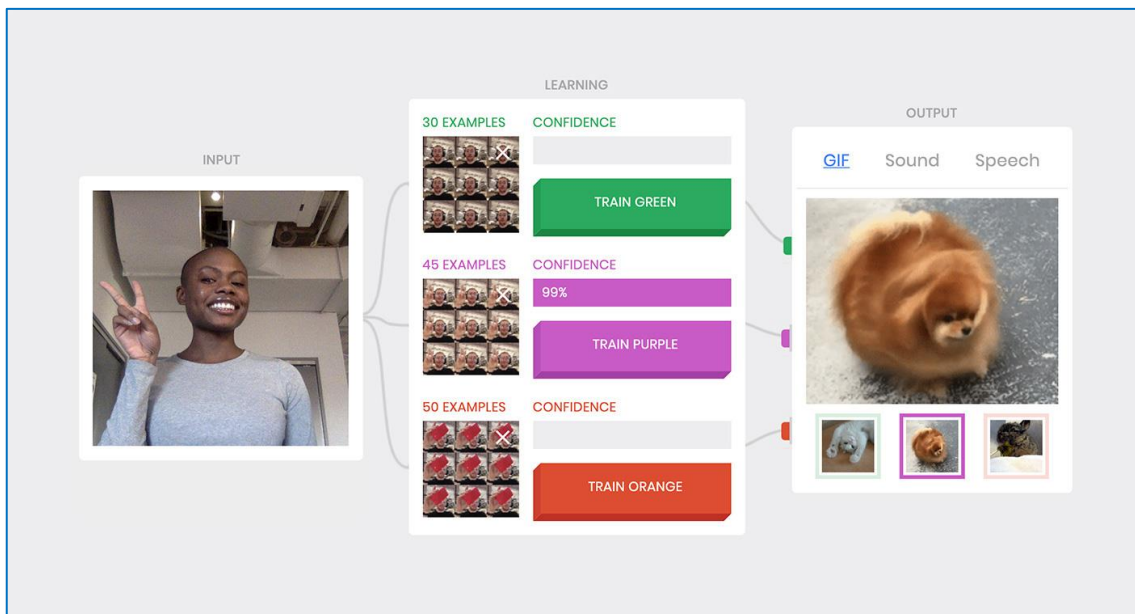 INPUT
LEARNING
30 EXAMPLES CONFIDENCE
TRAIN GREEN
45 EXAMPLES CONFIDENCE
99%
TRAIN PURPLE
50 EXAMPLES CONFIDENCE
TRAIN ORANGE
OUTPUT
GIF Sound Speech